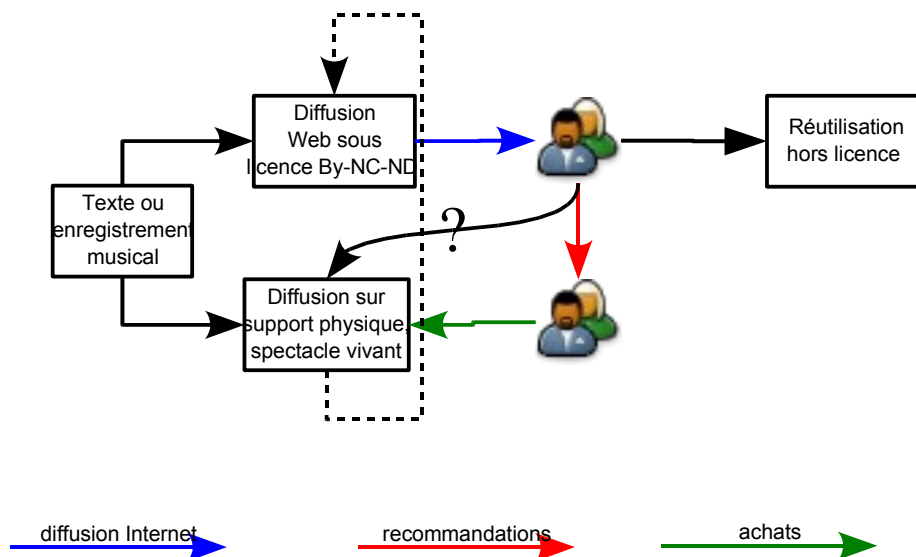 Diffusion
Web sous
licence By-NC-ND
Réutilisation
hors licence
Texte ou
enregistrement
musical
?
Diffusion sur
support physique,
spectacle vivant
diffusion Internet
recommandations
achats